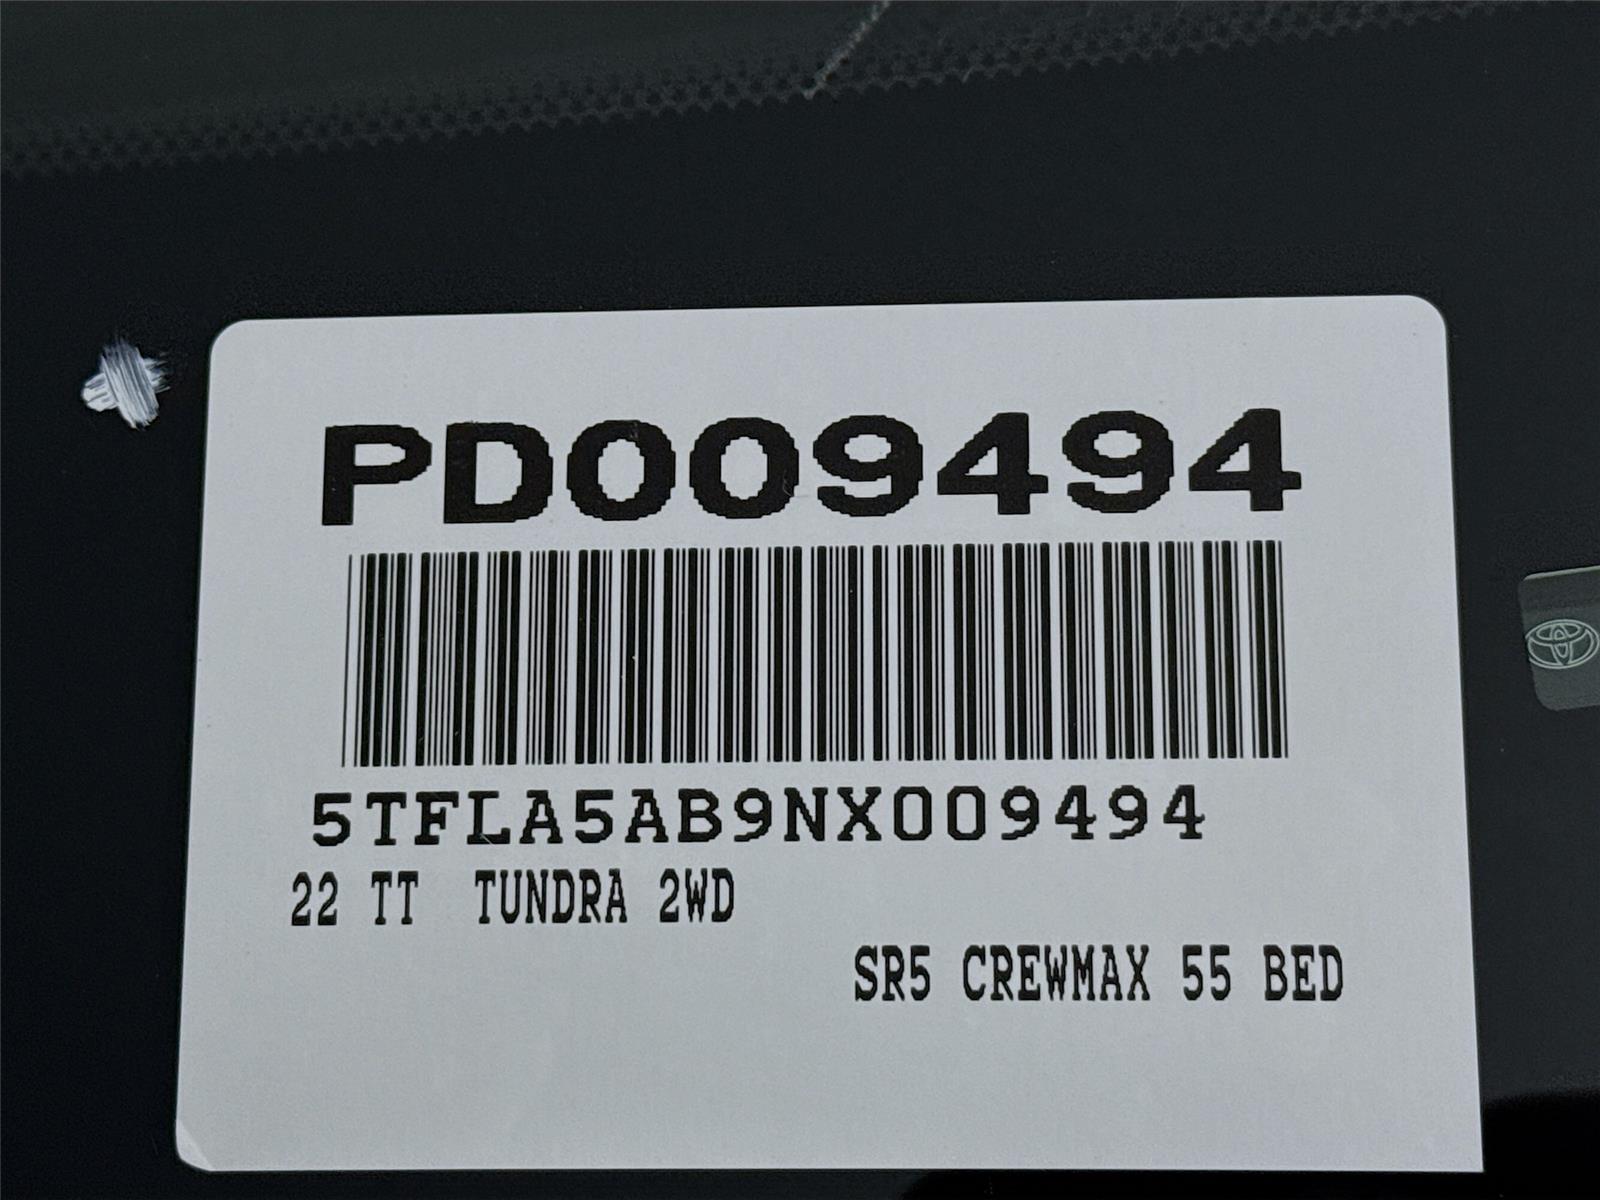 PD009494
5TFLA5AB9NX009494
22 TT TUNDRA 2WD
SR5 CREWMAX 55 BED